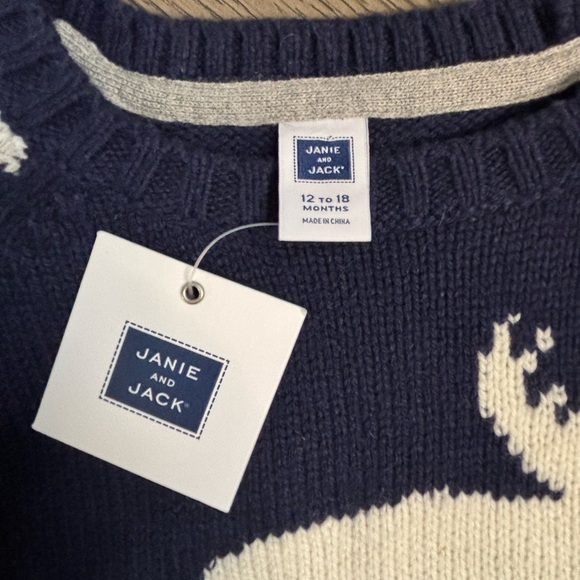 JANIE
AND
JACK®
12 TO 18
MONTHS
MADE IN CHINA
JANIE
AND
JACK®